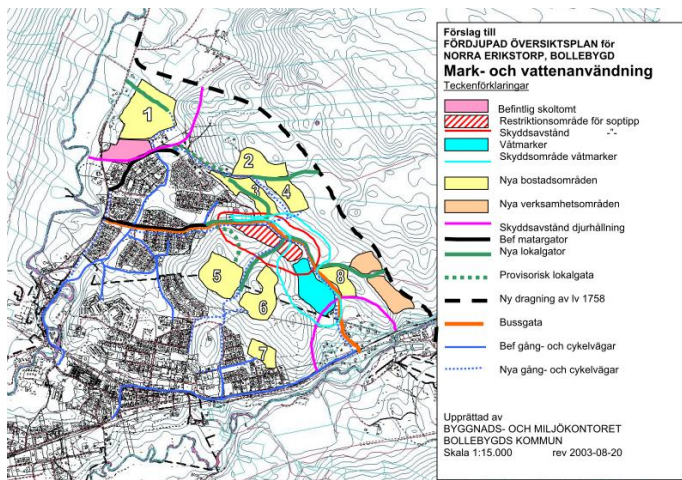 Förslag till
FÖRDJUPAD ÖVERSIKTSPLAN för
NORRA ERIKSTORP, BOLLEBYGD
Mark- och vattenanvändning
Teckenförklaringar
Befintlig skoltomt
Restriktionsområde för soptipp
Skyddsavstånd -"-
Våtmarker
Skyddsområde våtmarker
Nya bostadsområden
Nya verksamhetsområden
Skyddsavstånd djurhållning
Bef matargator
Nya lokalgator
Provisorisk lokalgata
Ny dragning av lv 1758
Bussgata
Bef gång- och cykelvägar
Nya gång- och cykelvägar
Upprättad av
BYGGNADS- OCH MILJÖKONTORET
BOLLEBYGDS KOMMUN
Skala 1:15.000 rev 2003-08-20
1
2
3
4
5
6
7
8